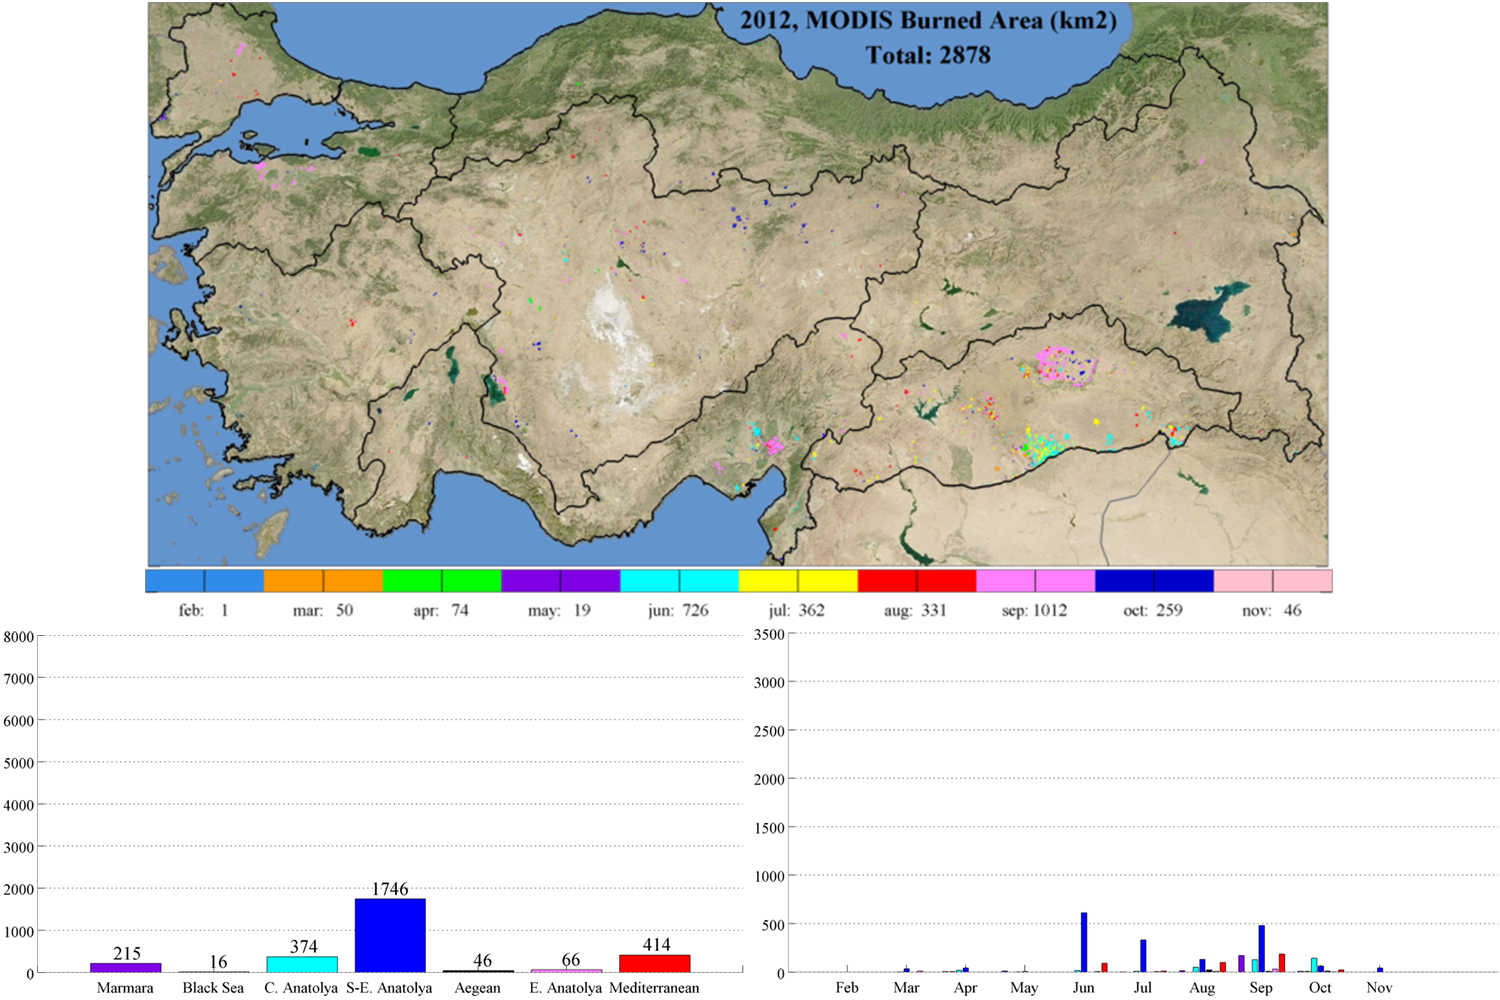 2012, MODIS Burned Area (km2)
Total: 2878
feb: 1 mar: 50 apr: 74 may: 19 jun: 726 jul: 362 aug: 331 sep: 1012 oct: 259 nov: 46
8000
7000
6000
5000
4000
3000
2000
1000
0
215 16 374 1746 46 66 414
Marmara Black Sea C. Anatolya S-E. Anatolya Aegean E. Anatolya Mediterranean
3500
3000
2500
2000
1500
1000
500
0
Feb Mar Apr May Jun Jul Aug Sep Oct Nov